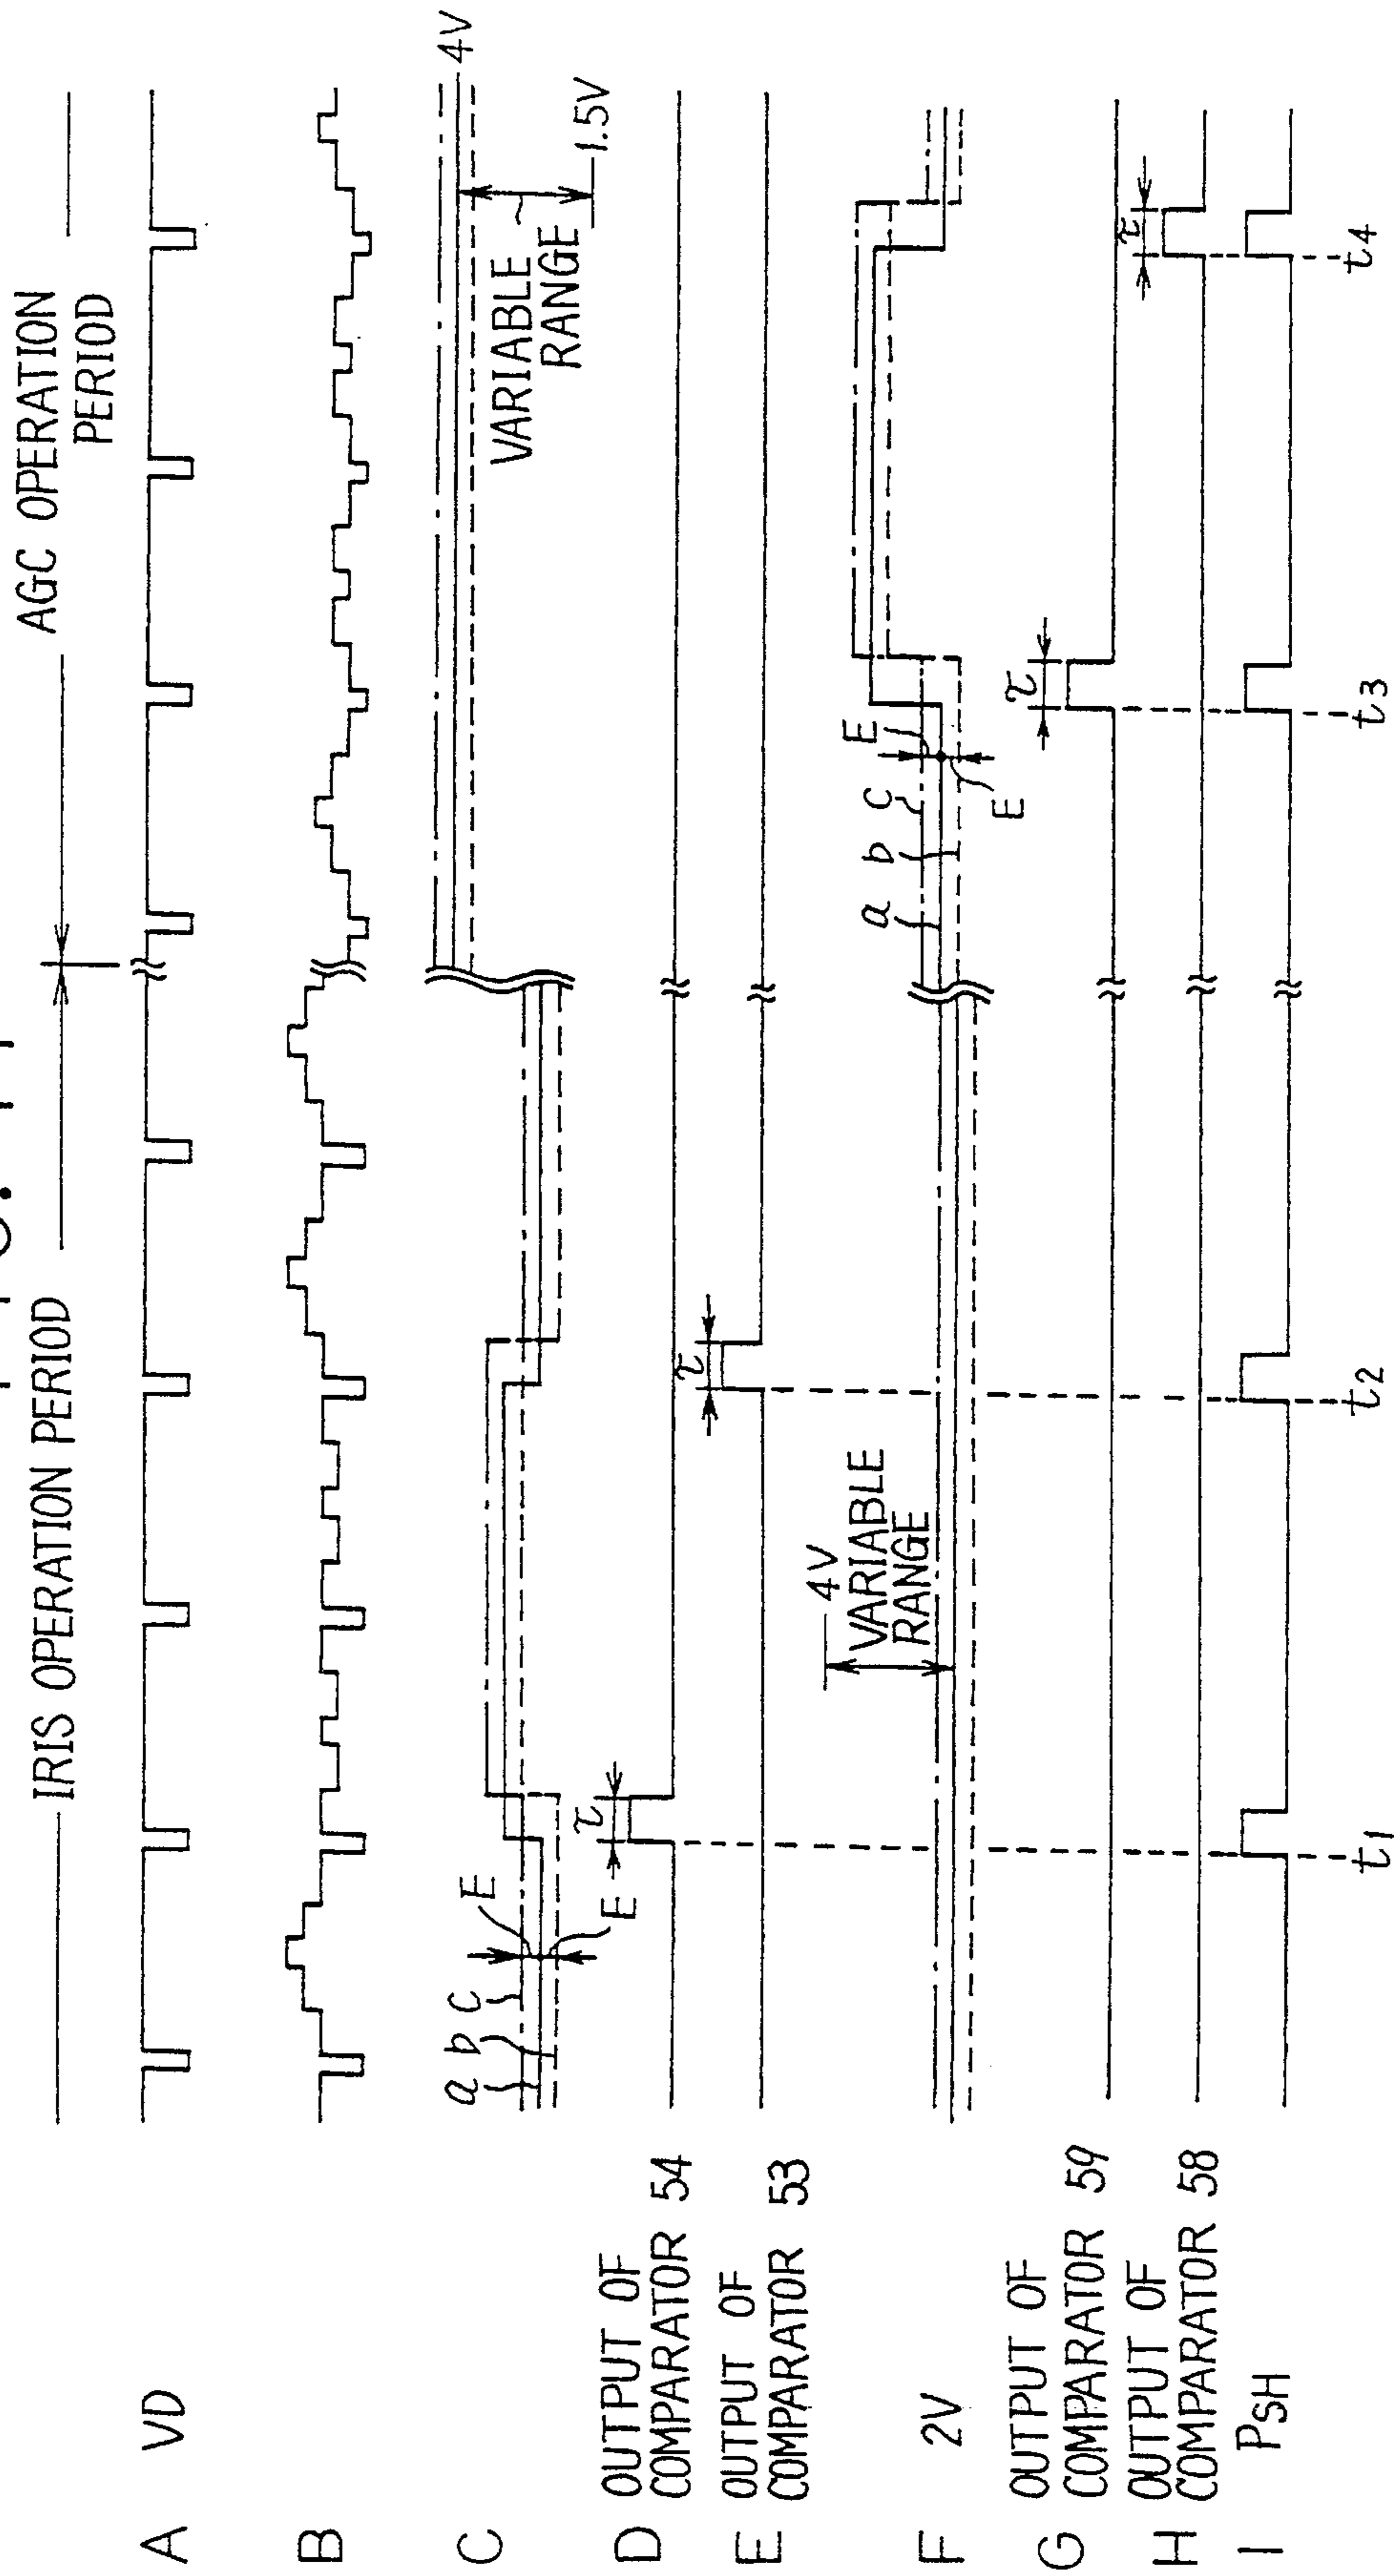 IRIS OPERATION PERIOD
AGC OPERATION
PERIOD
A VD
B
C
a b c
E
E
4V
VARIABLE
RANGE
1.5V
D OUTPUT OF
COMPARATOR 54
τ
E OUTPUT OF
COMPARATOR 53
τ
F 2V
4V
VARIABLE
RANGE
a b c
E
E
G OUTPUT OF
COMPARATOR 59
τ
H OUTPUT OF
COMPARATOR 58
τ
I PSH
t1
t2
t3
t4